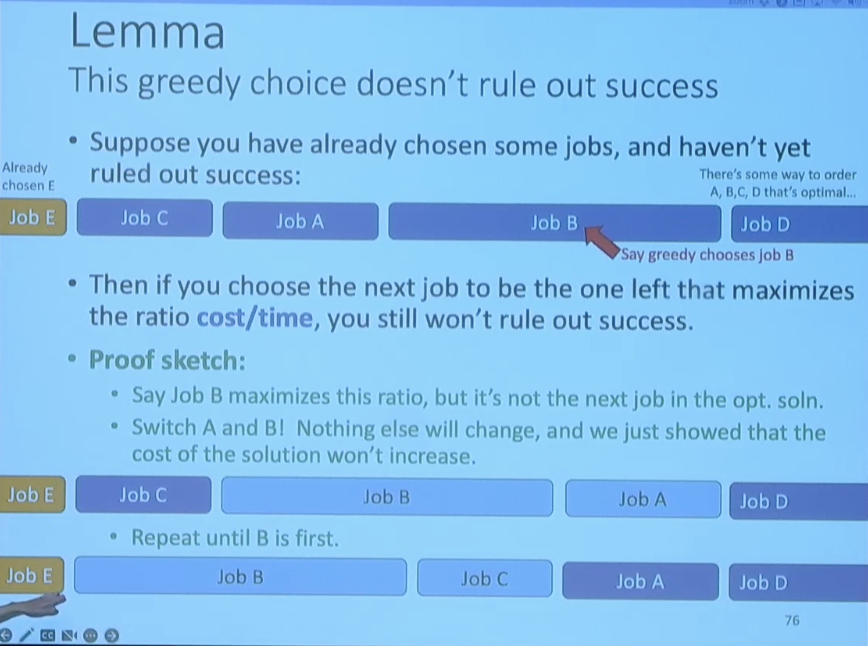 Lemma
This greedy choice doesn't rule out success
• Suppose you have already chosen some jobs, and haven't yet
ruled out success:
Already
chosen E
There's some way to order
A, B,C, D that's optimal...
Job E
Job C
Job A
Job B
Job D
Say greedy chooses job B
• Then if you choose the next job to be the one left that maximizes
the ratio cost/time, you still won't rule out success.
• Proof sketch:
• Say Job B maximizes this ratio, but it's not the next job in the opt. soln.
• Switch A and B! Nothing else will change, and we just showed that the
cost of the solution won't increase.
Job E
Job C
Job B
Job A
Job D
• Repeat until B is first.
Job E
Job B
Job C
Job A
Job D
76
CC